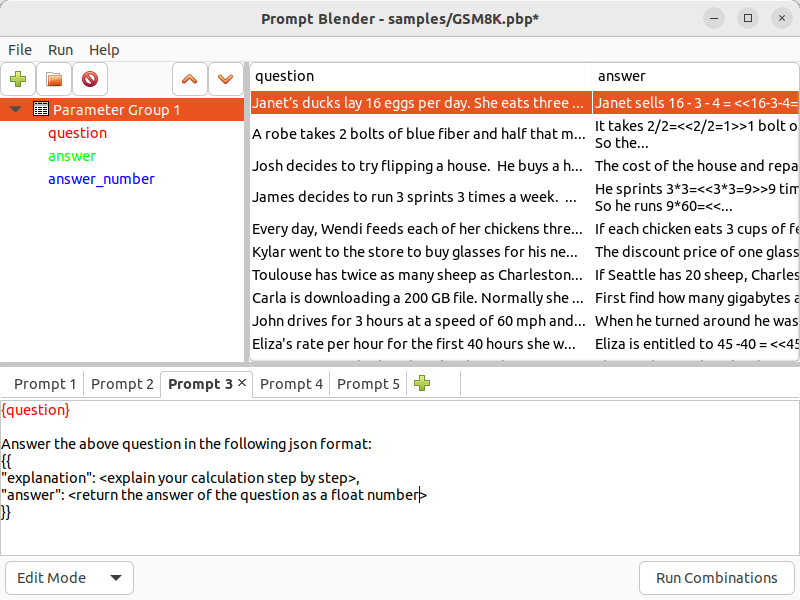 Prompt Blender - samples/GSM8K.pbp*
File Run Help
question answer
Parameter Group 1
question
answer
answer_number
Janet’s ducks lay 16 eggs per day. She eats three ... Janet sells 16 - 3 - 4 = <<16-3-4=
A robe takes 2 bolts of blue fiber and half that m... It takes 2/2=<<2/2=1>>1 bolt o
So the...
Josh decides to try flipping a house.  He buys a h... The cost of the house and repa
James decides to run 3 sprints 3 times a week.  ... He sprints 3*3=<<3*3=9>>9 tim
So he runs 9*60=<<...
Every day, Wendi feeds each of her chickens thre... If each chicken eats 3 cups of fe
Kylar went to the store to buy glasses for his ne... The discount price of one glass
Toulouse has twice as many sheep as Charleston... If Seattle has 20 sheep, Charles
Carla is downloading a 200 GB file. Normally she ... First find how many gigabytes a
John drives for 3 hours at a speed of 60 mph and... When he turned around he was
Eliza's rate per hour for the first 40 hours she w... Eliza is entitled to 45 -40 = <<45
Prompt 1 Prompt 2 Prompt 3 Prompt 4 Prompt 5
{question}
Answer the above question in the following json format:
{{
"explanation": <explain your calculation step by step>,
"answer": <return the answer of the question as a float number>
}}
Edit Mode Run Combinations